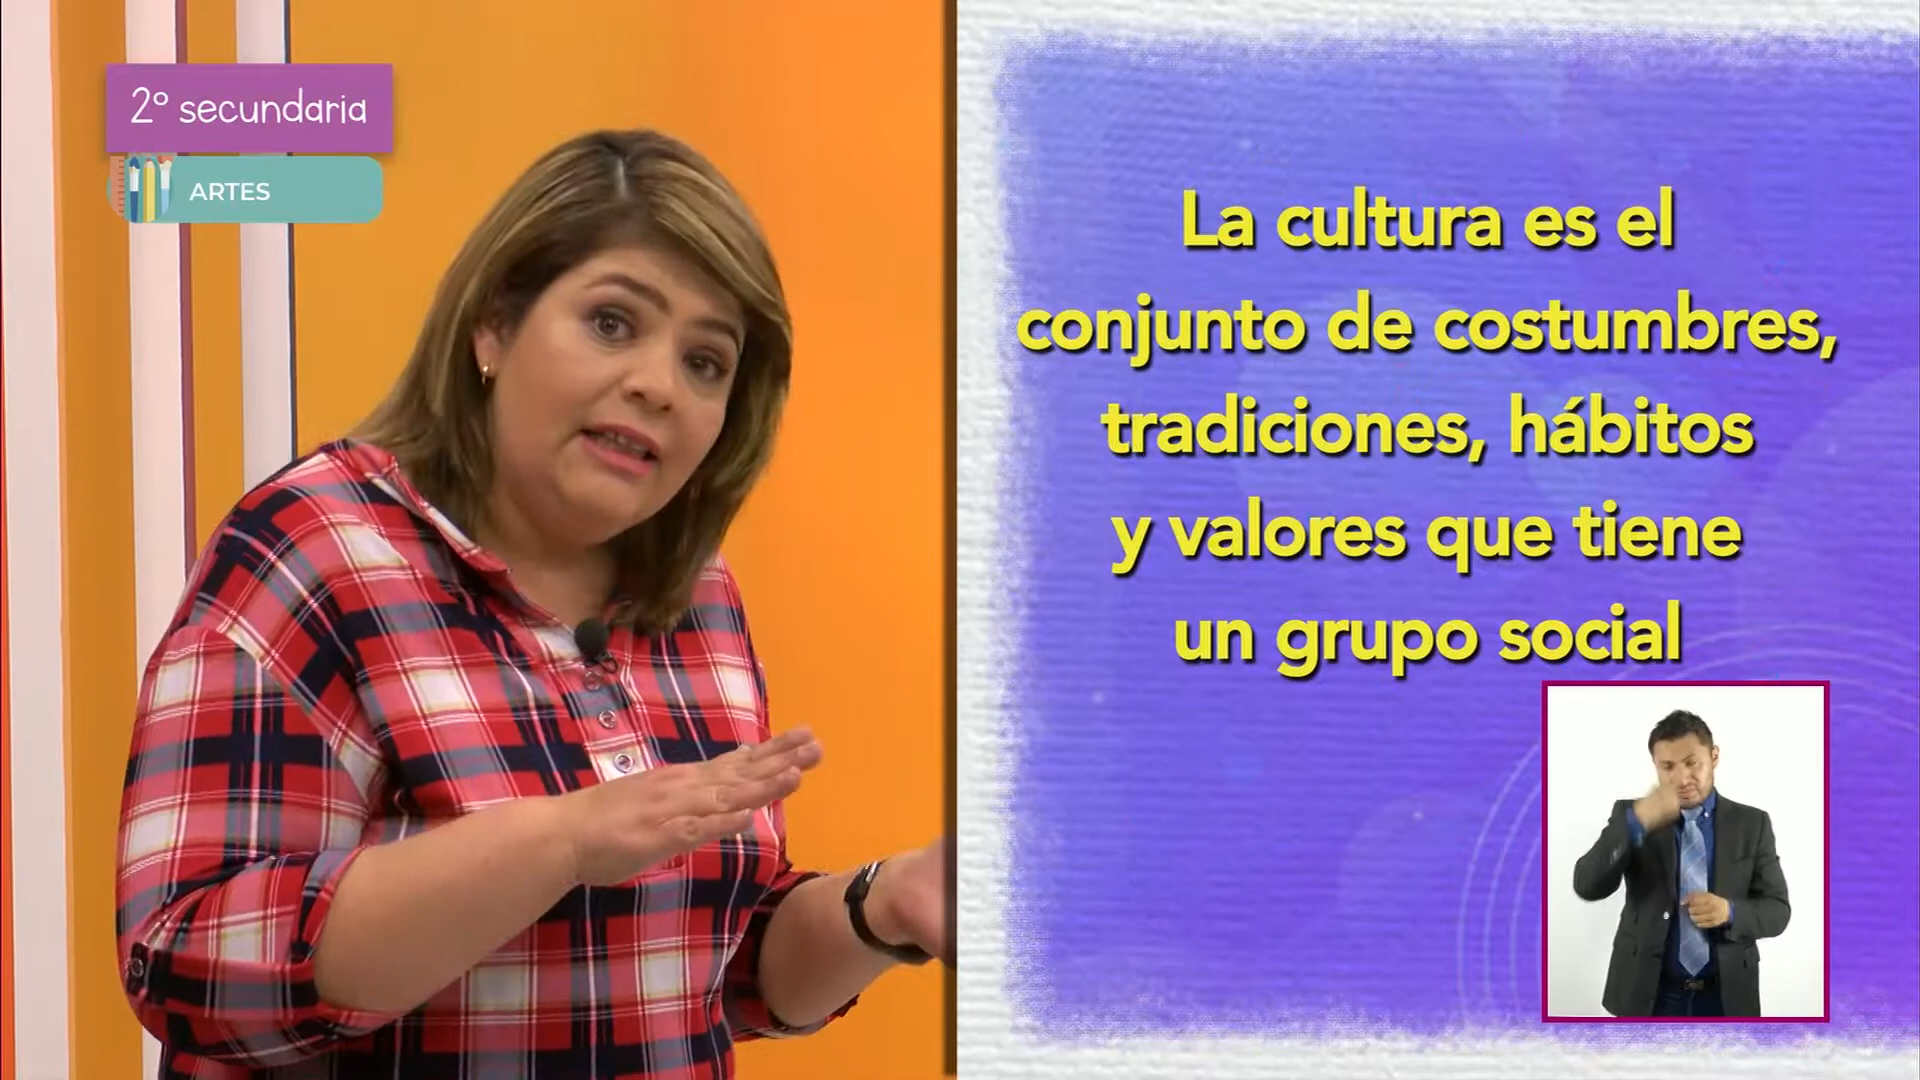 2° secundaria
ARTES
La cultura es el
conjunto de costumbres,
tradiciones, hábitos
y valores que tiene
un grupo social